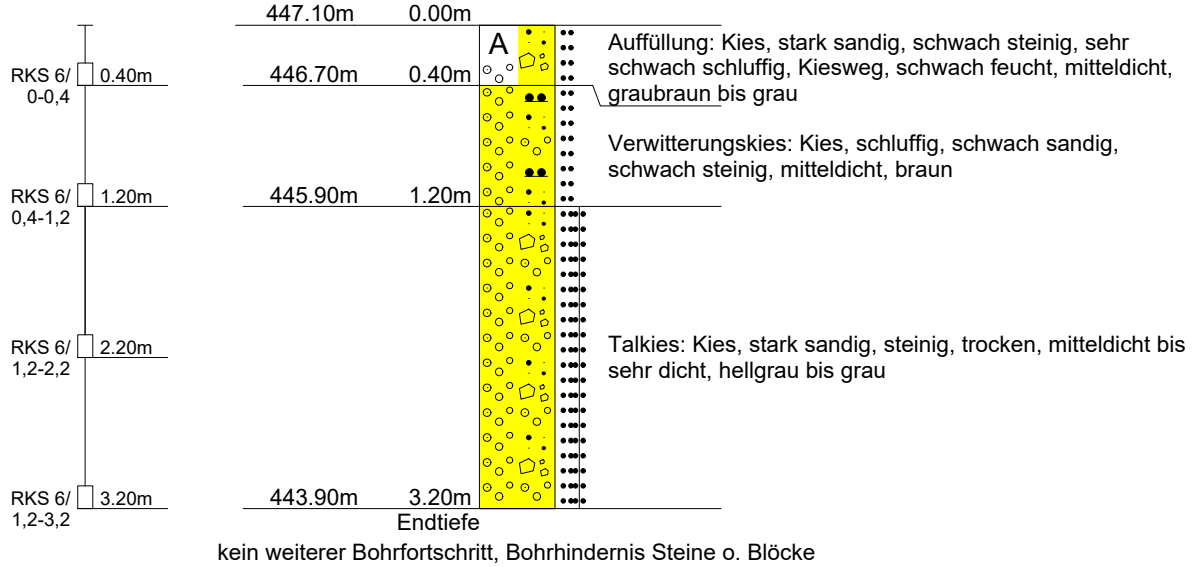 447.10m 0.00m
A
Auffüllung: Kies, stark sandig, schwach steinig, sehr
schwach schluffig, Kiesweg, schwach feucht, mitteldicht,
graubraun bis grau
RKS 6/ 0.40m
0-0,4
446.70m 0.40m
Verwitterungskies: Kies, schluffig, schwach sandig,
schwach steinig, mitteldicht, braun
RKS 6/ 1.20m
0,4-1,2
445.90m 1.20m
RKS 6/ 2.20m
1,2-2,2
Talkies: Kies, stark sandig, steinig, trocken, mitteldicht bis
sehr dicht, hellgrau bis grau
RKS 6/ 3.20m
1,2-3,2
443.90m 3.20m
Endtiefe
kein weiterer Bohrfortschritt, Bohrhindernis Steine o. Blöcke